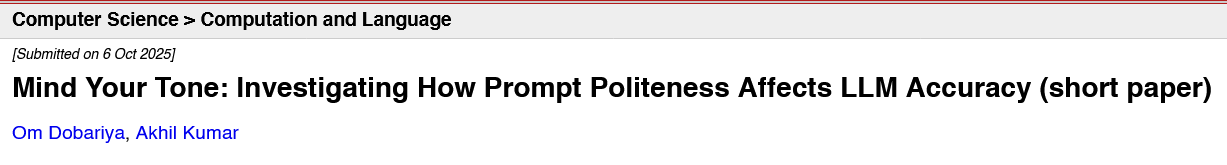 Computer Science > Computation and Language
[Submitted on 6 Oct 2025]
Mind Your Tone: Investigating How Prompt Politeness Affects LLM Accuracy (short paper)
Om Dobariya, Akhil Kumar